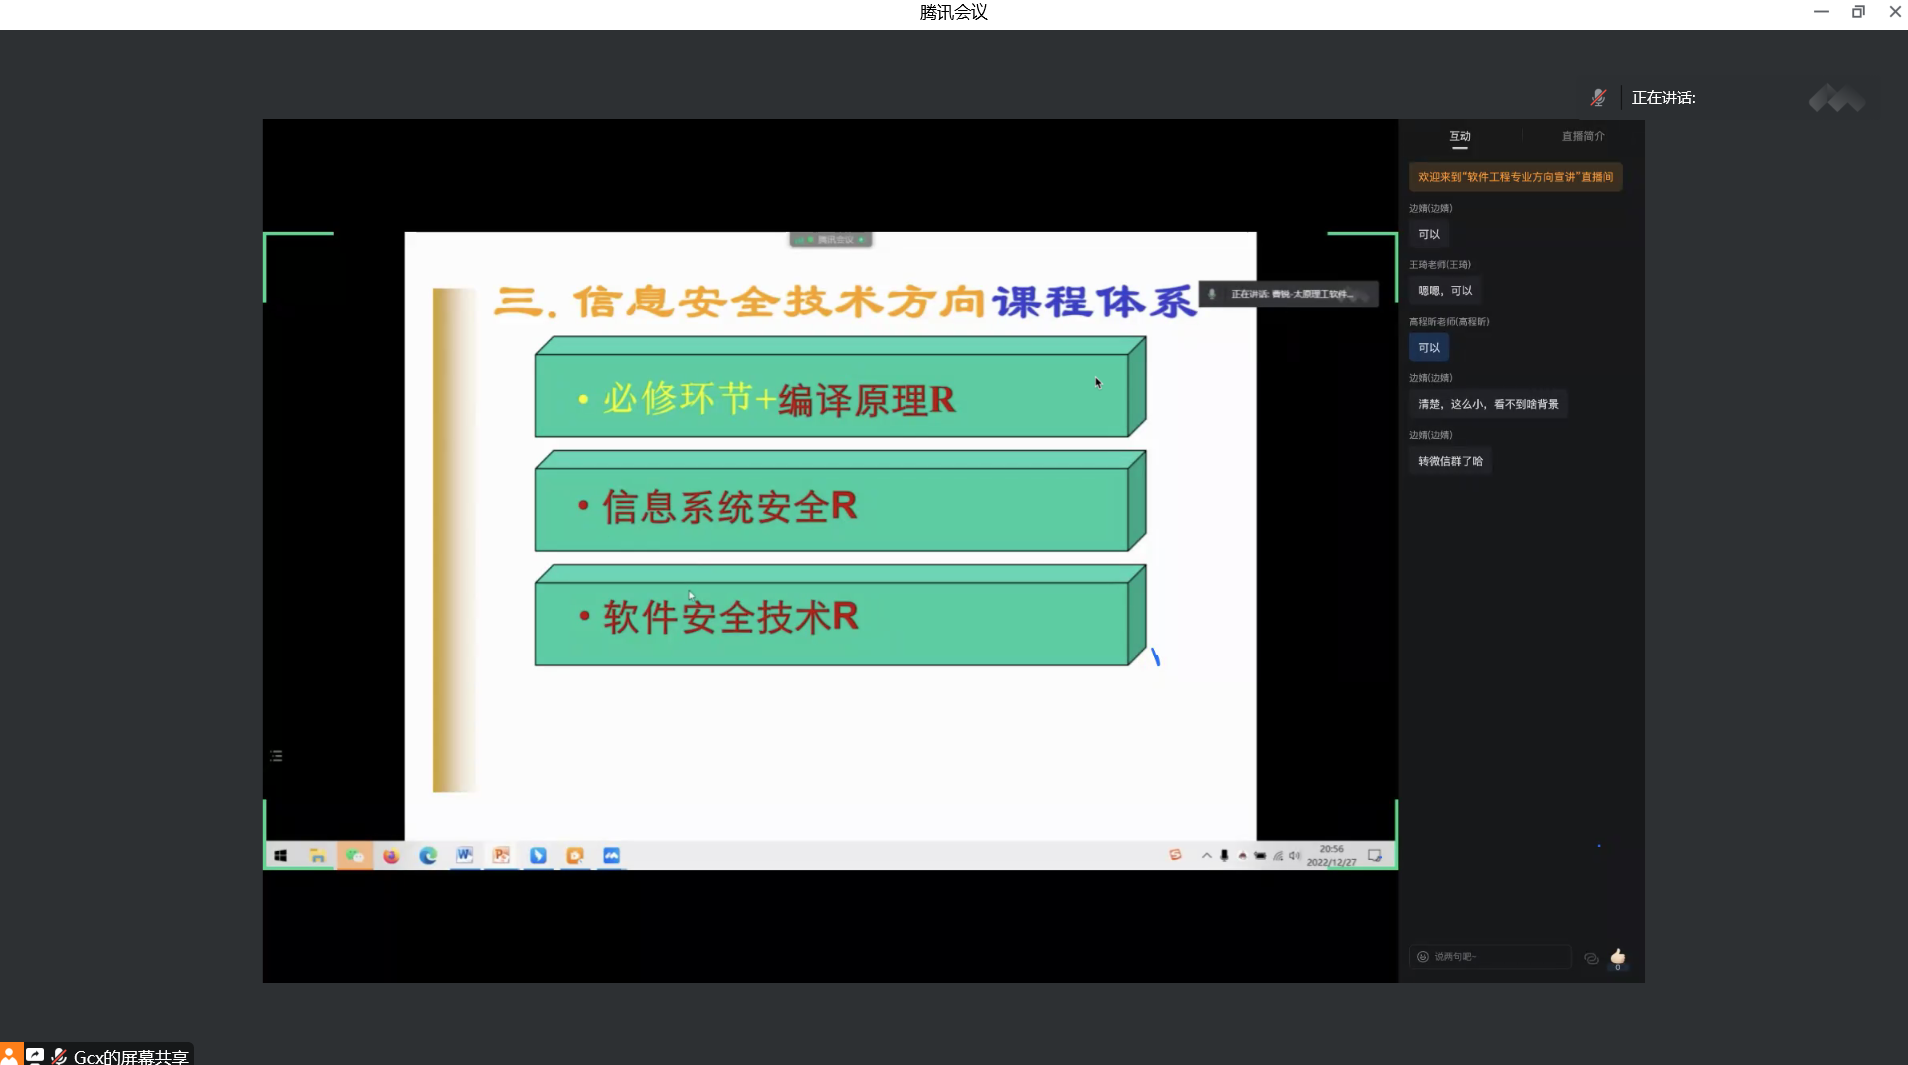 腾讯会议
正在讲话:
互动
直播简介
欢迎来到“软件工程专业方向宣讲”直播间
边婧(边婧)
可以
王琦老师(王琦)
嗯嗯，可以
高程昕老师(高程昕)
可以
边婧(边婧)
清楚，这么小，看不到啥背景
边婧(边婧)
转微信群了哈
腾讯会议
三.信息安全技术方向课程体系
正在讲话: 曹锐-太原理工软件...
• 必修环节+编译原理R
• 信息系统安全R
• 软件安全技术R
20:56
2022/12/27
说两句吧~
0
Gcx的屏幕共享